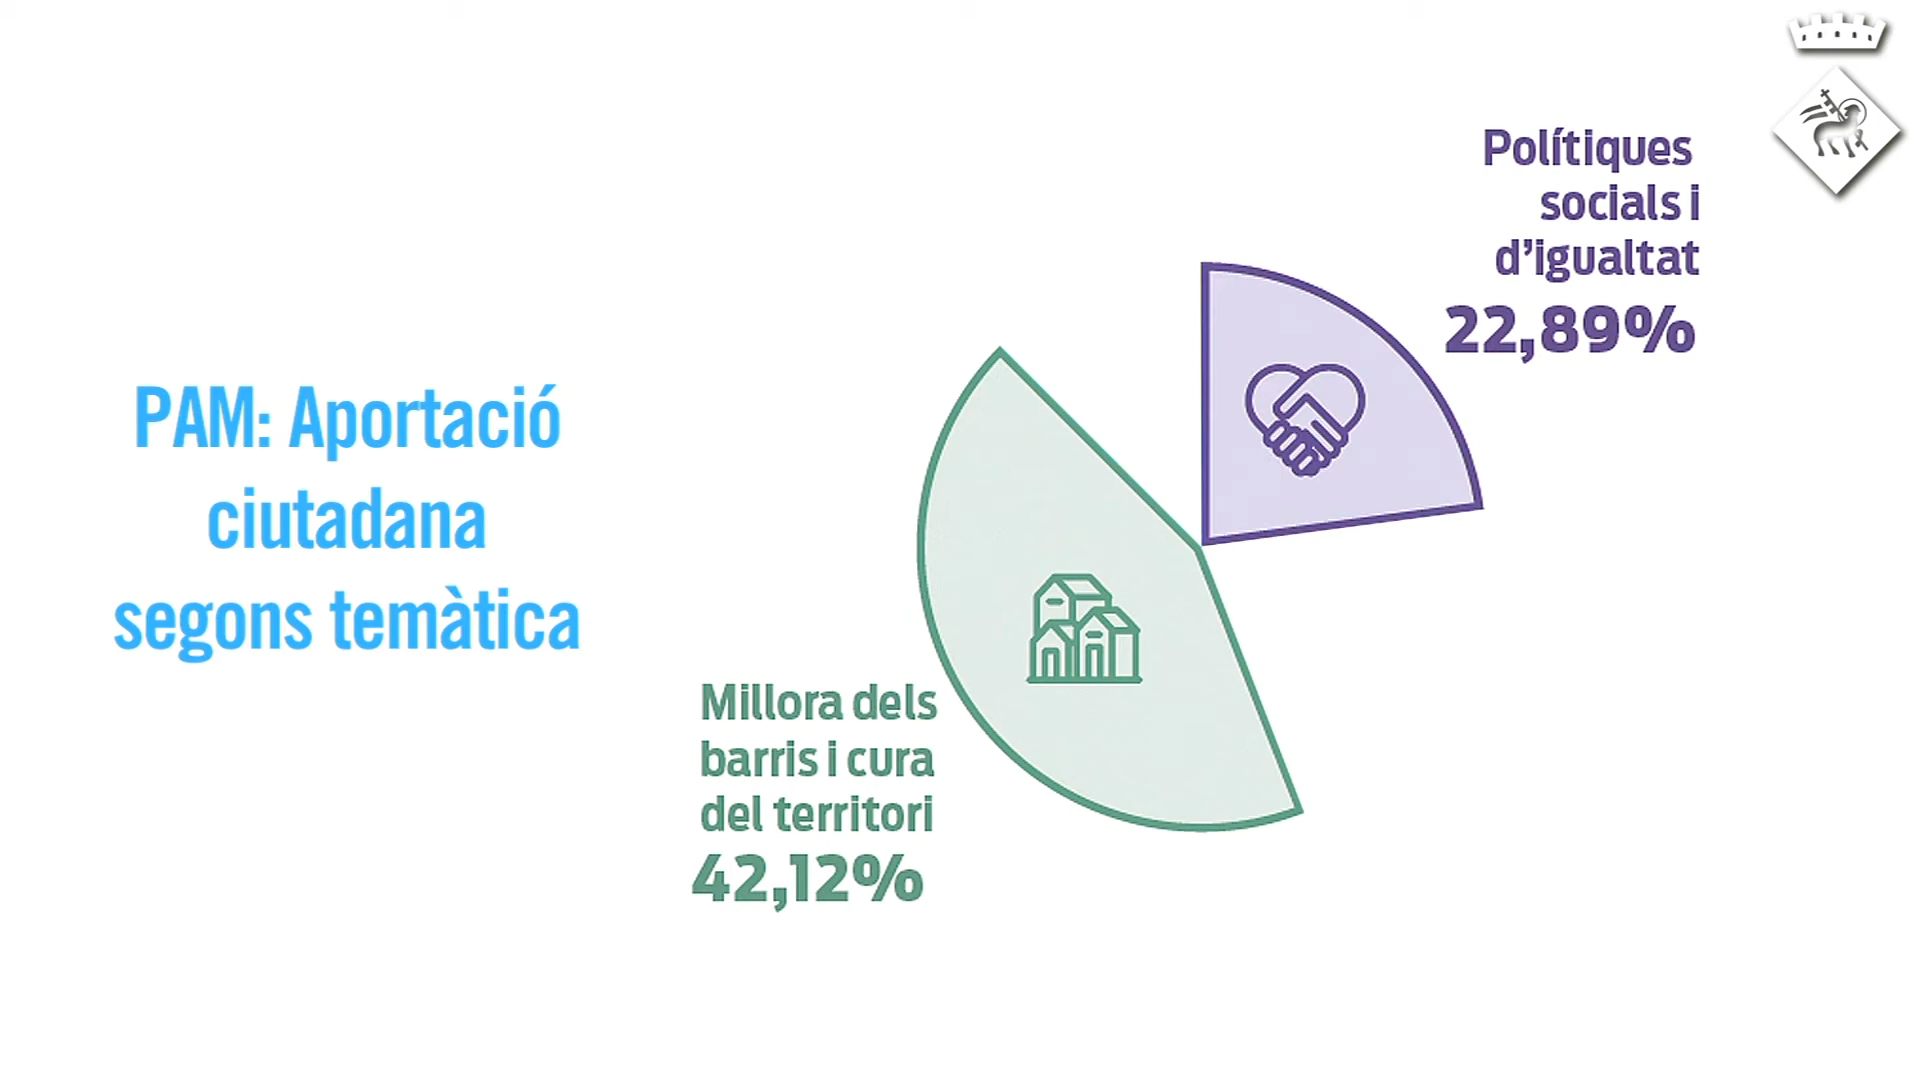 PAM: Aportació
ciutadana
segons temàtica
Polítiques
socials i
d’igualtat
22,89%
Millora dels
barris i cura
del territori
42,12%